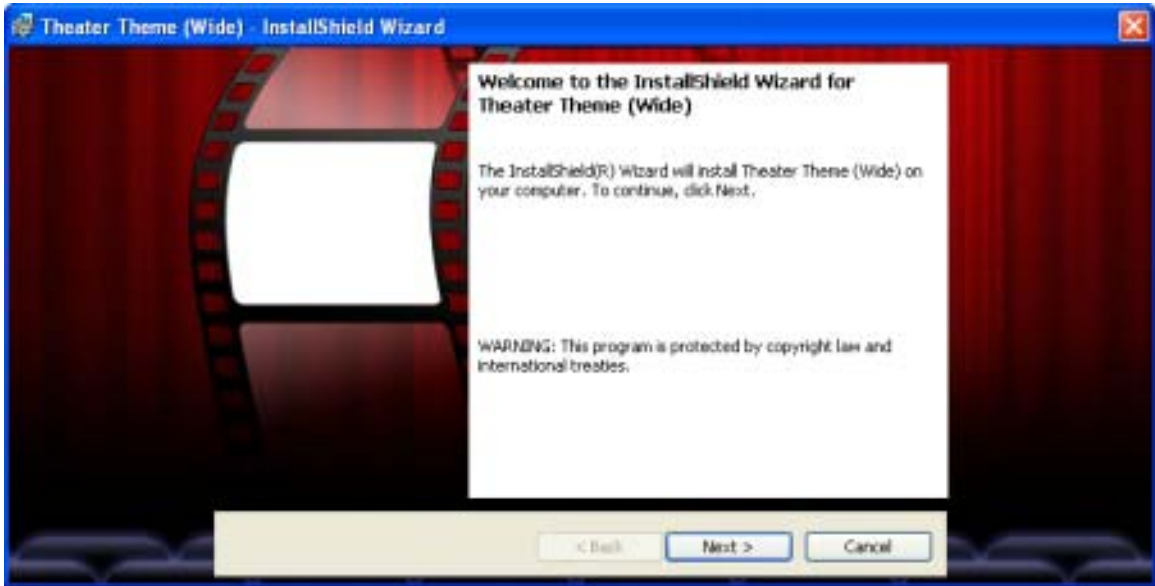 Theater Theme (Wide) - InstallShield Wizard
Welcome to the InstallShield Wizard for
Theater Theme (Wide)
The InstallShield(R) Wizard will install Theater Theme (Wide) on
your computer. To continue, click Next.
WARNING: This program is protected by copyright law and
international treaties.
< Back
Next >
Cancel